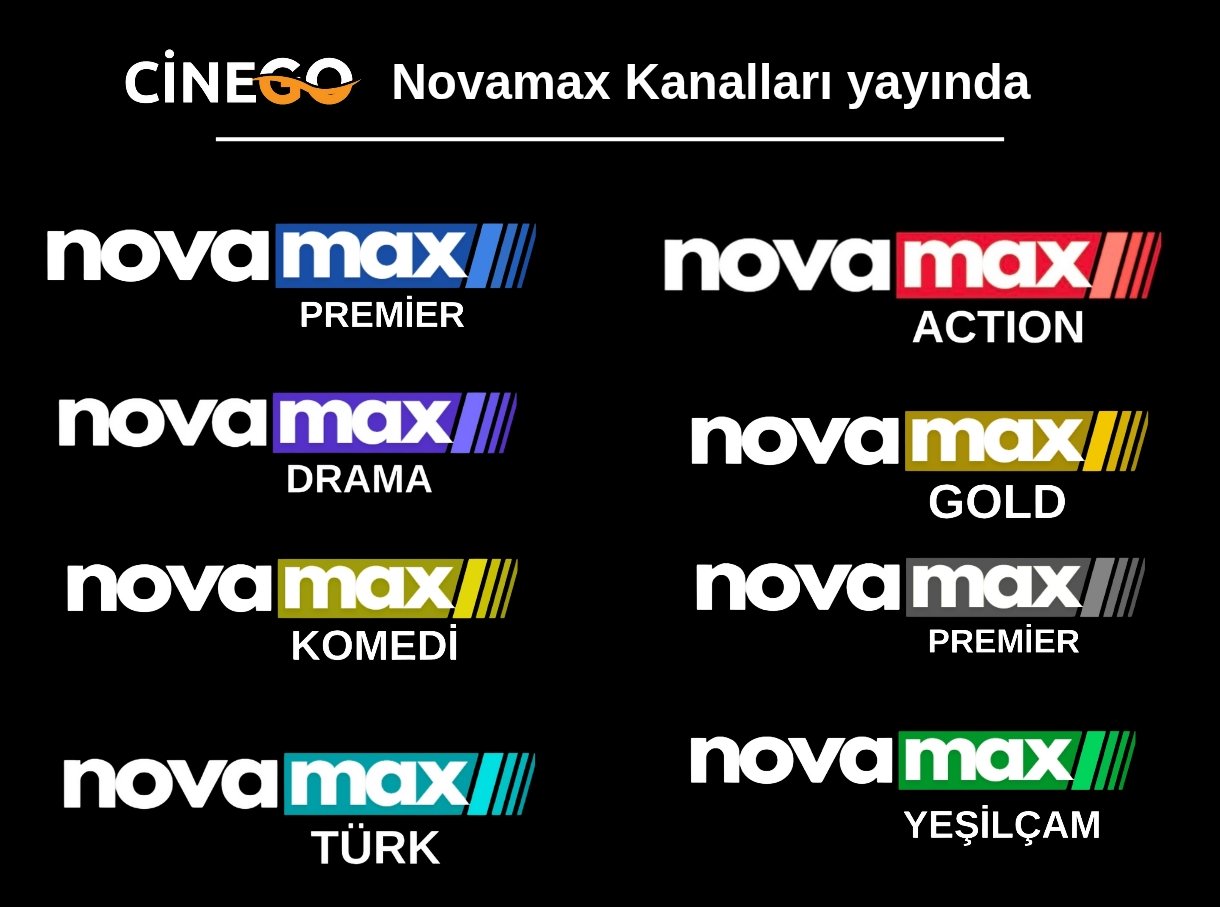 CİNEGO Novamax Kanalları yayında
novamax
PREMİER
novamax
ACTION
novamax
DRAMA
novamax
GOLD
novamax
KOMEDİ
novamax
PREMİER
novamax
TÜRK
novamax
YEŞİLÇAM